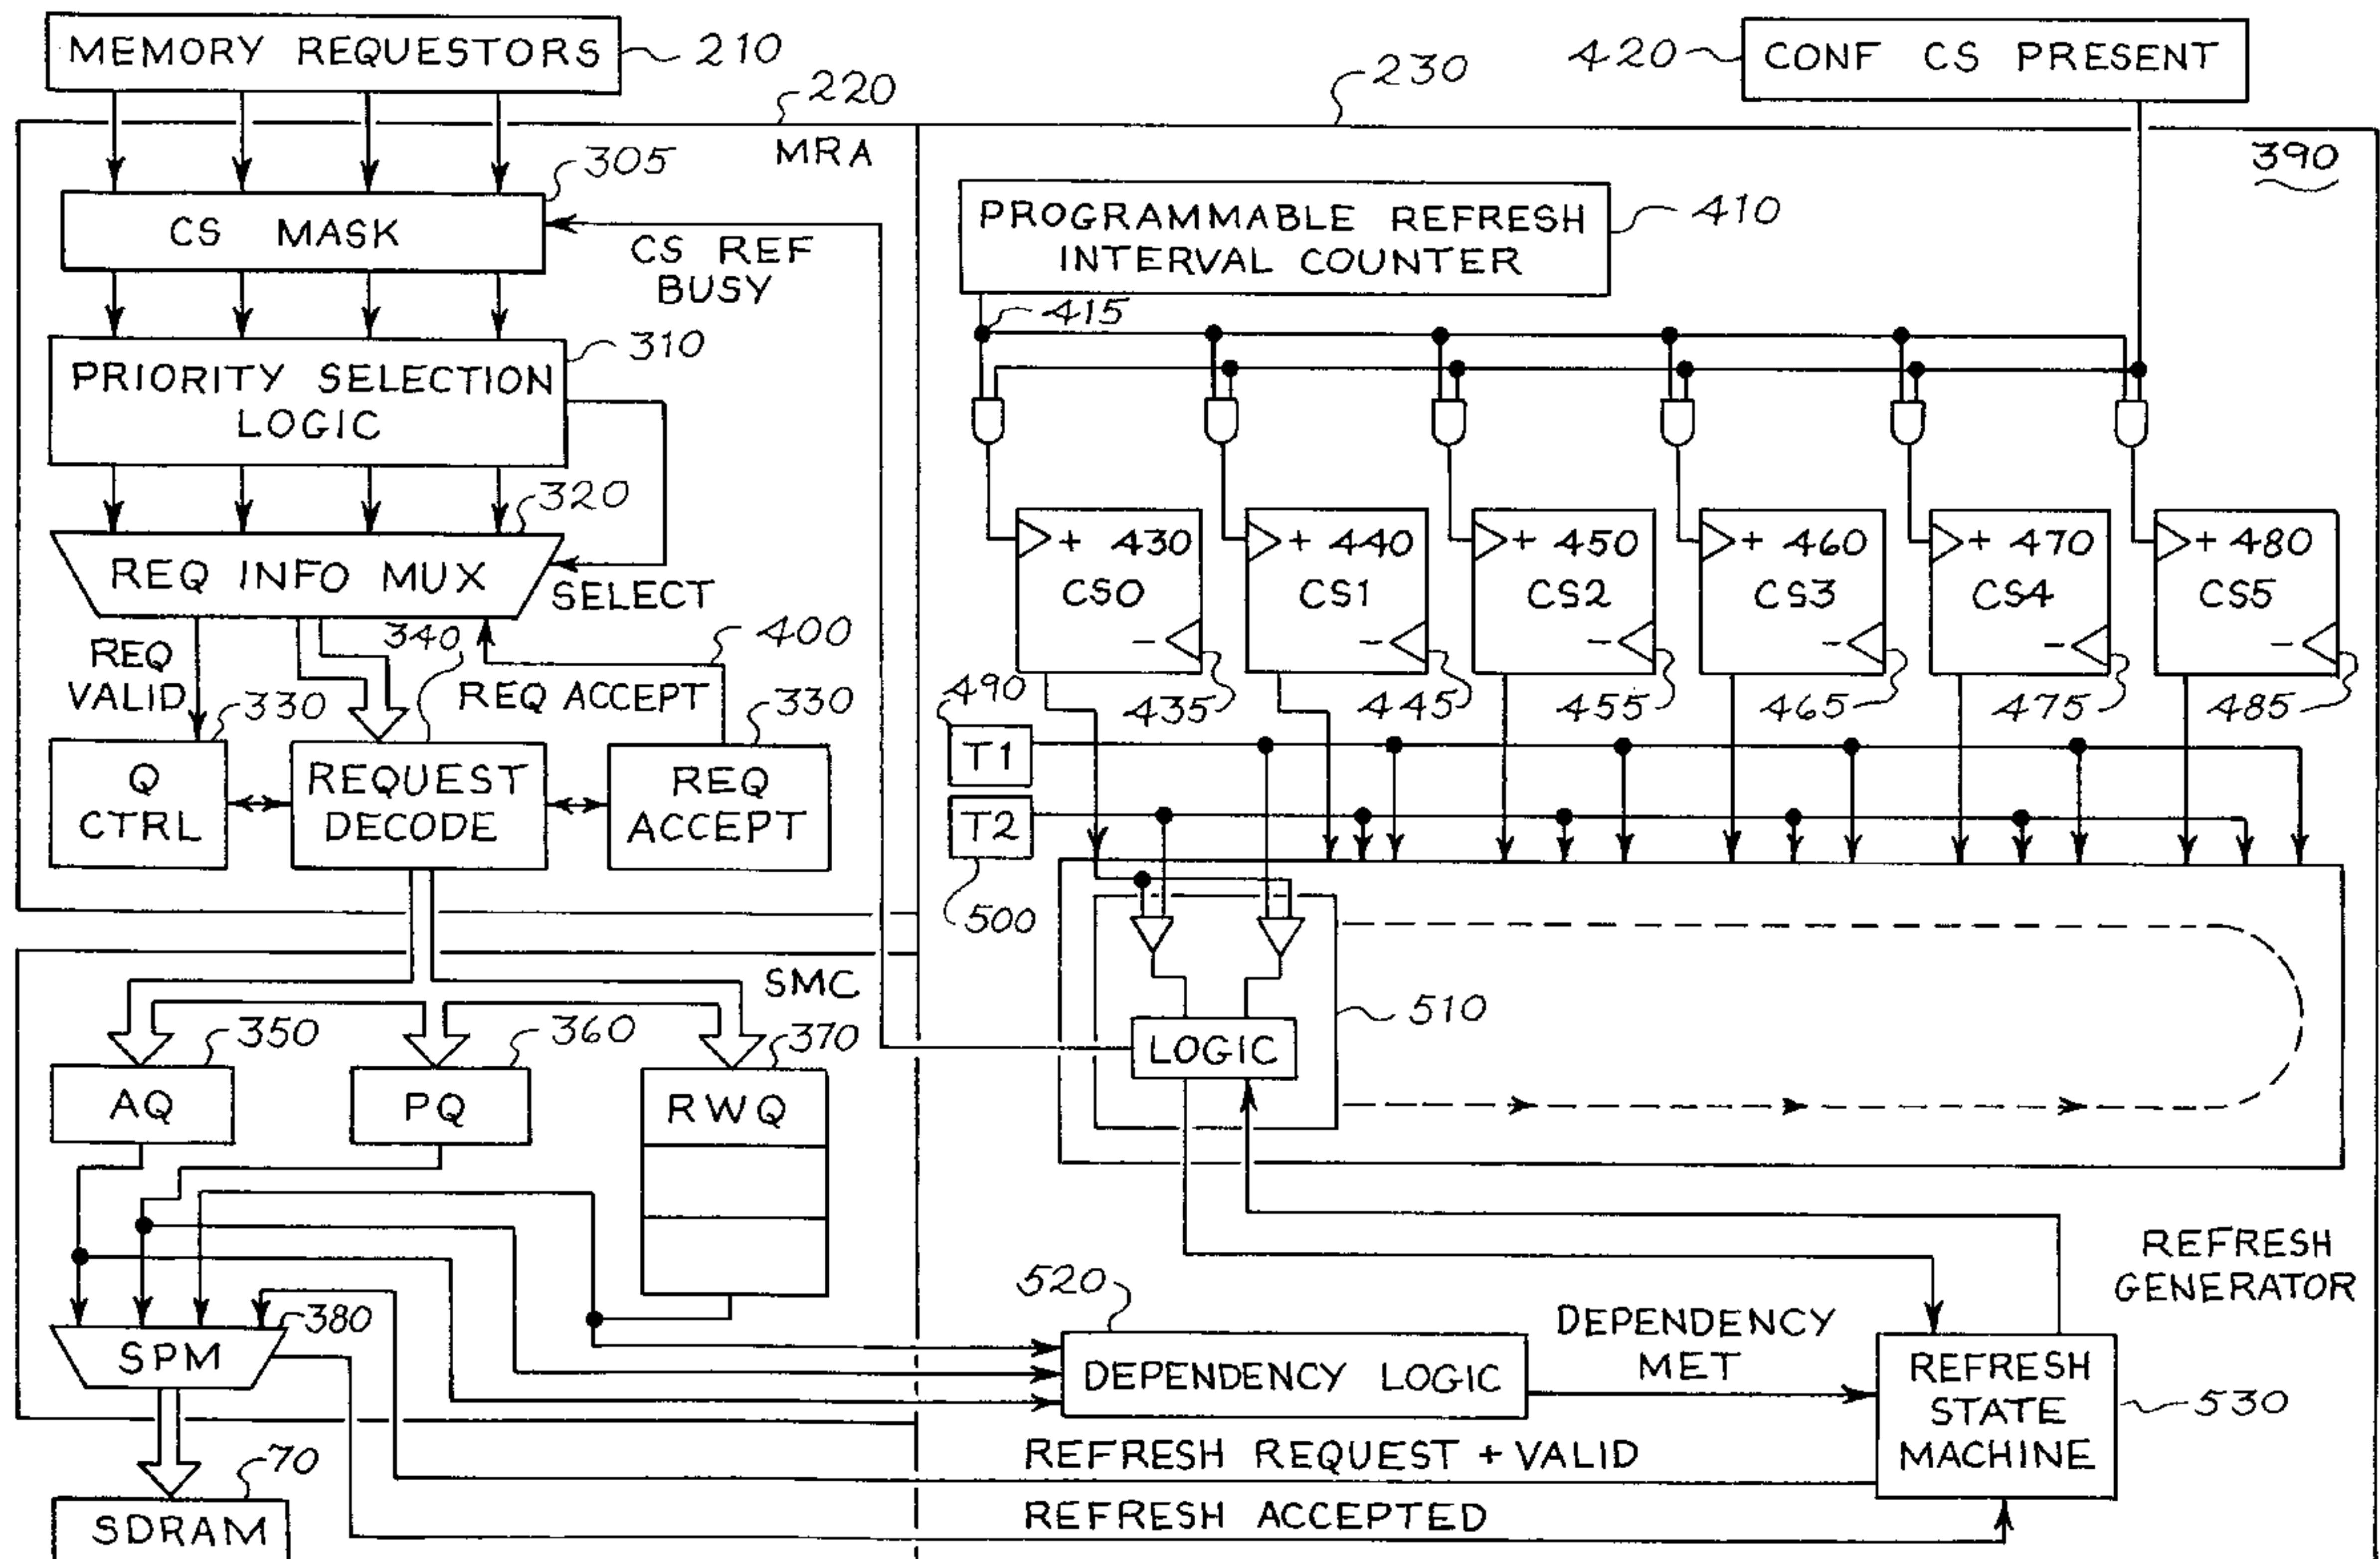 MEMORY REQUESTORS
210
420
CONF CS PRESENT
220
230
MRA
390
305
CS MASK
CS REF
BUSY
PROGRAMMABLE REFRESH
INTERVAL COUNTER
410
415
310
PRIORITY SELECTION
LOGIC
320
REQ INFO MUX
SELECT
+ 430
CS0
-
+ 440
CS1
-
+ 450
CS2
-
+ 460
CS3
-
+ 470
CS4
-
+ 480
CS5
-
435
445
455
465
475
485
340
400
REQ
VALID
REQ ACCEPT
330
330
490
T1
T2
500
Q
CTRL
REQUEST
DECODE
REQ
ACCEPT
SMC
510
LOGIC
350
360
370
AQ
PQ
RWQ
REFRESH
GENERATOR
520
380
SPM
DEPENDENCY LOGIC
DEPENDENCY
MET
REFRESH
STATE
MACHINE
530
REFRESH REQUEST + VALID
REFRESH ACCEPTED
70
SDRAM